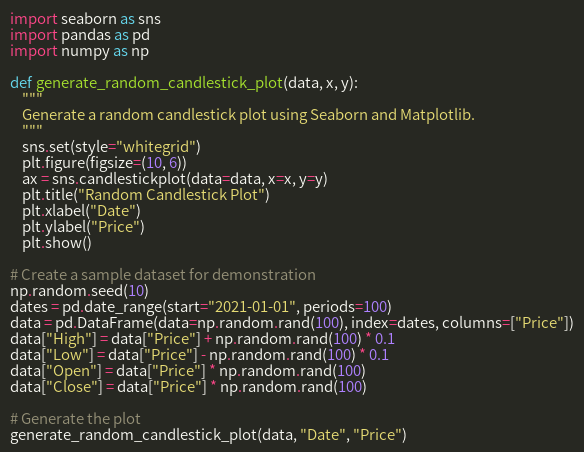 import seaborn as sns
import pandas as pd
import numpy as np
def generate_random_candlestick_plot(data, x, y):
"""
Generate a random candlestick plot using Seaborn and Matplotlib.
"""
sns.set(style="whitegrid")
plt.figure(figsize=(10, 6))
ax = sns.candlestickplot(data=data, x=x, y=y)
plt.title("Random Candlestick Plot")
plt.xlabel("Date")
plt.ylabel("Price")
plt.show()
# Create a sample dataset for demonstration
np.random.seed(10)
dates = pd.date_range(start="2021-01-01", periods=100)
data = pd.DataFrame(data=np.random.rand(100), index=dates, columns=["Price"])
data["High"] = data["Price"] + np.random.rand(100) * 0.1
data["Low"] = data["Price"] - np.random.rand(100) * 0.1
data["Open"] = data["Price"] * np.random.rand(100)
data["Close"] = data["Price"] * np.random.rand(100)
# Generate the plot
generate_random_candlestick_plot(data, "Date", "Price")